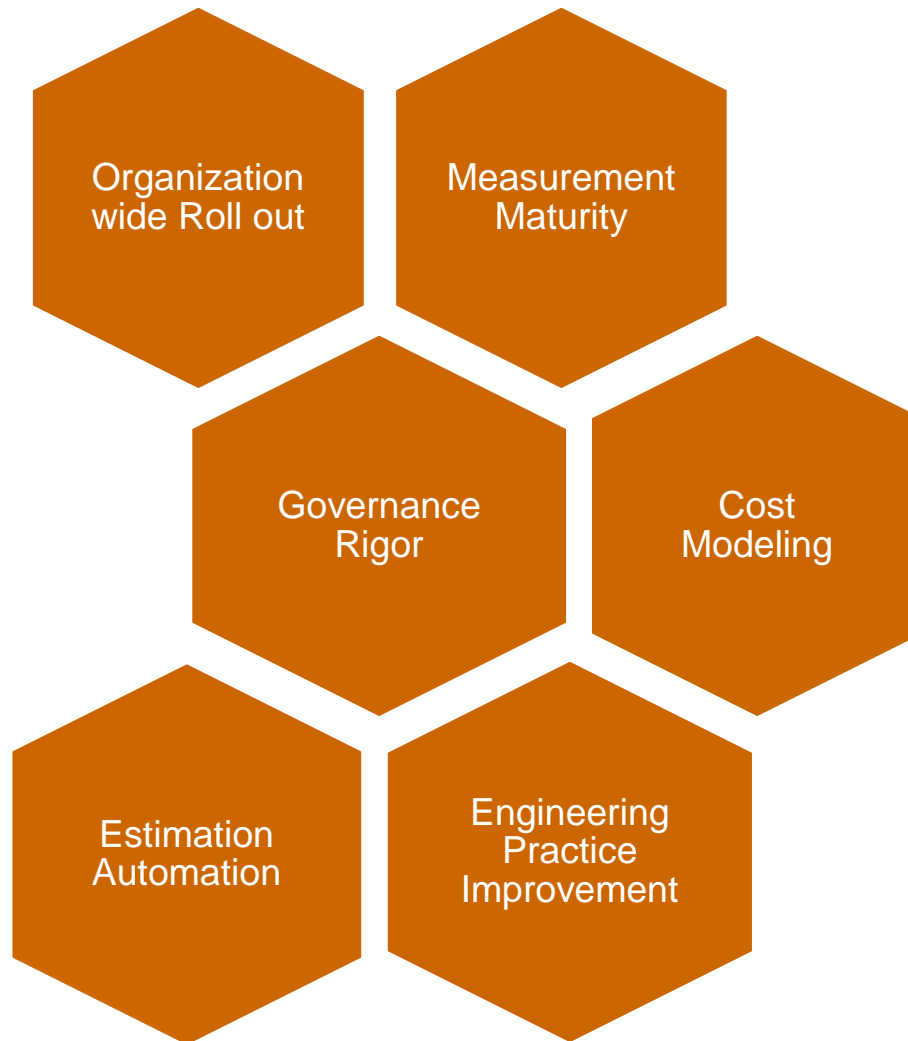 Organization
wide Roll out
Measurement
Maturity
Governance
Rigor
Cost
Modeling
Estimation
Automation
Engineering
Practice
Improvement